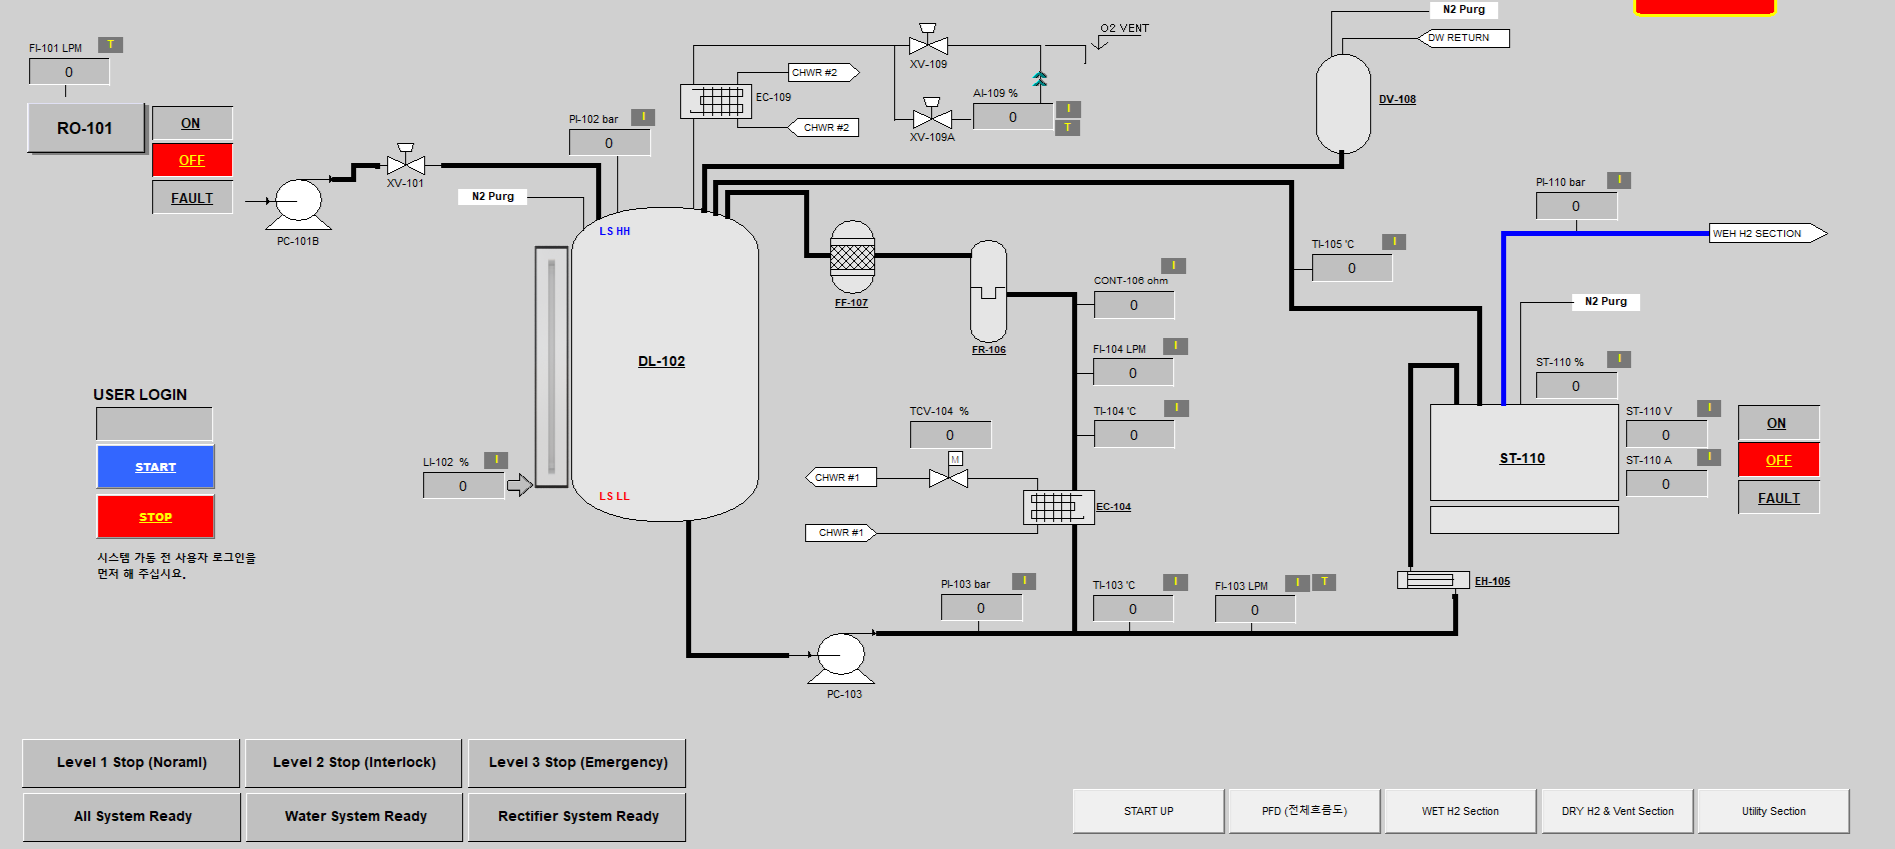 N2 Purg
O2 VENT
DW RETURN
FI-101 LPM
T
0
XV-109
CHWR #2
EC-109
AI-109 %
I
0
T
DV-108
RO-101
ON
OFF
FAULT
PI-102 bar
I
0
CHWR #2
XV-109A
XV-101
N2 Purg
PC-101B
PI-110 bar
I
0
WEH H2 SECTION
LS HH
TI-105 'C
I
0
FF-107
CONT-106 ohm
I
0
N2 Purg
FR-106
FI-104 LPM
I
0
DL-102
ST-110 %
I
0
USER LOGIN
START
STOP
시스템 가동 전 사용자 로그인을
먼저 해 주십시요.
TCV-104 %
0
M
TI-104 'C
I
0
ST-110 V
I
0
ST-110 A
I
0
ST-110
ON
OFF
FAULT
LI-102 %
I
0
LS LL
CHWR #1
CHWR #1
EC-104
PI-103 bar
I
0
TI-103 'C
I
0
FI-103 LPM
I
T
0
EH-105
PC-103
Level 1 Stop (Noraml)
Level 2 Stop (Interlock)
Level 3 Stop (Emergency)
All System Ready
Water System Ready
Rectifier System Ready
START UP
PFD (전체흐름도)
WET H2 Section
DRY H2 & Vent Section
Utility Section